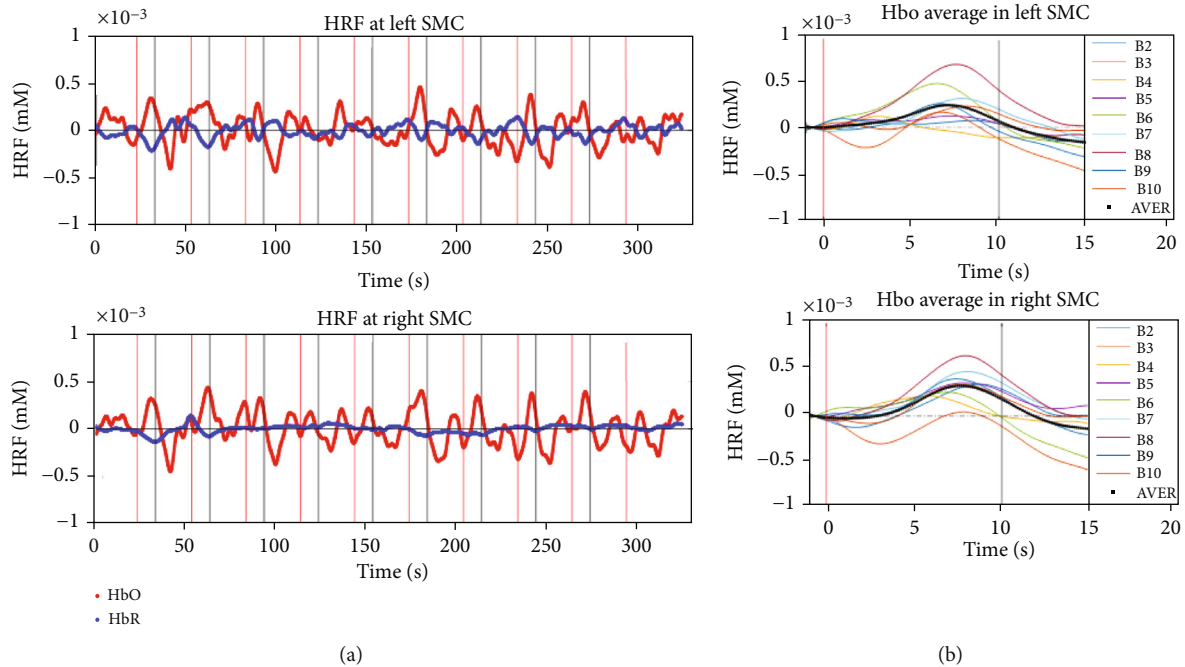 ×10−3
HRF at left SMC
HRF (mM)
1
0.5
0
−0.5
−1
0 50 100 150 200 250 300
Time (s)
×10−3
HRF at right SMC
HRF (mM)
1
0.5
0
−0.5
−1
0 50 100 150 200 250 300
Time (s)
HbO
HbR
(a)
Hbo average in left SMC
×10−3
HRF (mM)
1
0.5
0
−0.5
−1
0 5 10 15 20
Time (s)
B2
B3
B4
B5
B6
B7
B8
B9
B10
AVER
Hbo average in right SMC
×10−3
HRF (mM)
1
0.5
0
−0.5
−1
0 5 10 15 20
Time (s)
B2
B3
B4
B5
B6
B7
B8
B9
B10
AVER
(b)